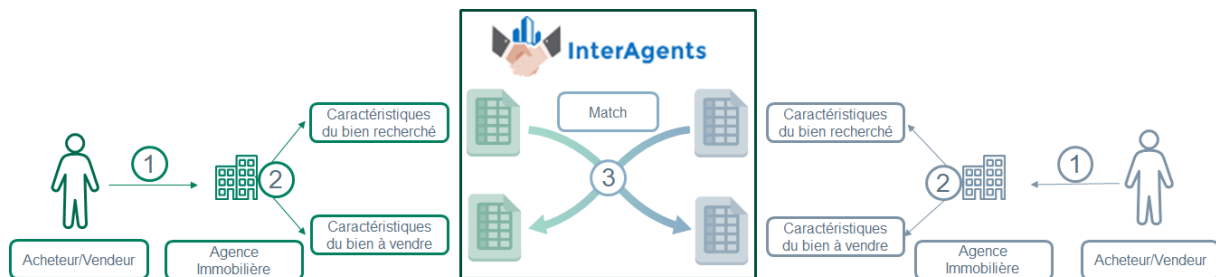 InterAgents
Caractéristiques
du bien recherché
Match
Caractéristiques
du bien recherché
1
2
3
2
1
Caractéristiques
du bien à vendre
Caractéristiques
du bien à vendre
Acheteur/Vendeur
Agence
Immobilière
Agence
Immobilière
Acheteur/Vendeur